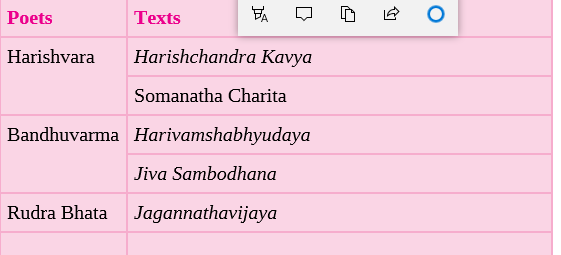 Poets Texts
Harishvara Harishchandra Kavya
Somanatha Charita
Bandhuvarma Harivamshabhyudaya
Jiva Sambodhana
Rudra Bhata Jagannathavijaya